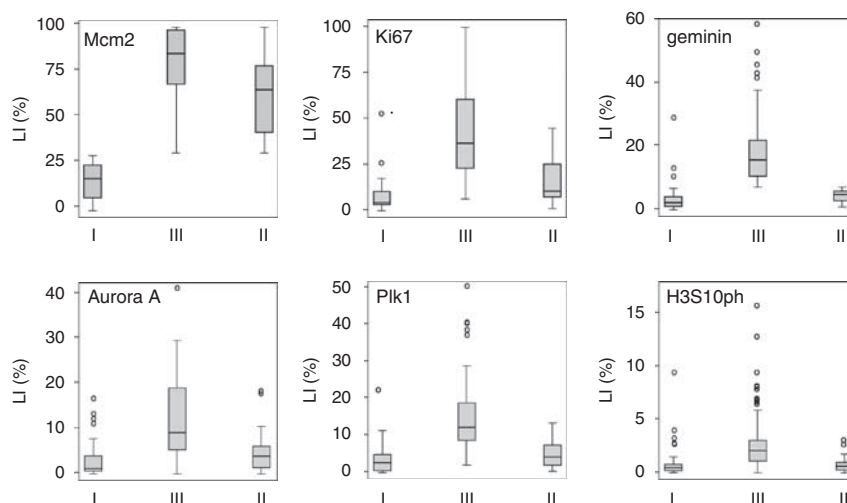 Mcm2
LI (%)
100
75
50
25
0
I III II
Ki67
LI (%)
100
75
50
25
0
I III II
geminin
LI (%)
60
40
20
0
I III II
Aurora A
LI (%)
40
30
20
10
0
I III II
Plk1
LI (%)
50
40
30
20
10
0
I III II
H3S10ph
LI (%)
15
10
5
0
I III II